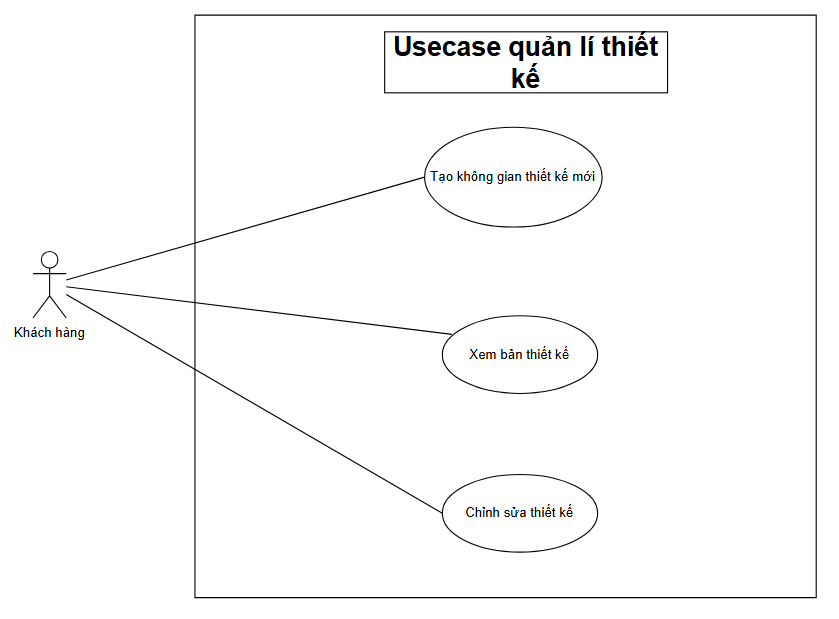 Usecase quản lí thiết
kế
Tạo không gian thiết kế mới
Khách hàng
Xem bản thiết kế
Chỉnh sửa thiết kế